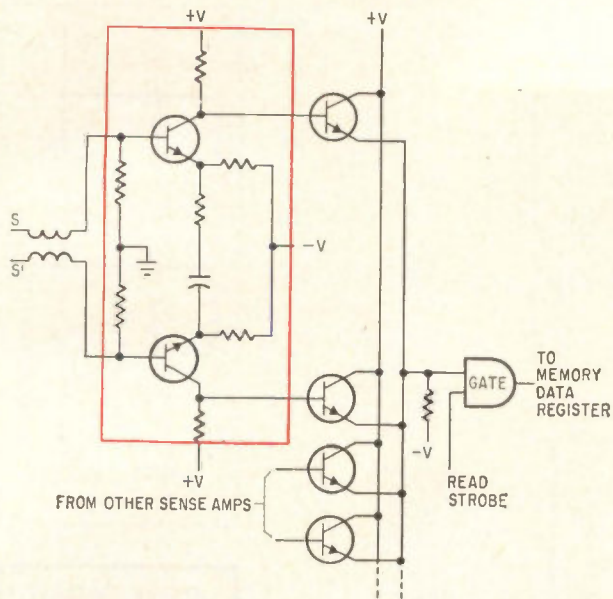 +V
+V
S
S'
-V
GATE
TO
MEMORY
DATA
REGISTER
-V
READ
STROBE
+V
FROM OTHER SENSE AMPS